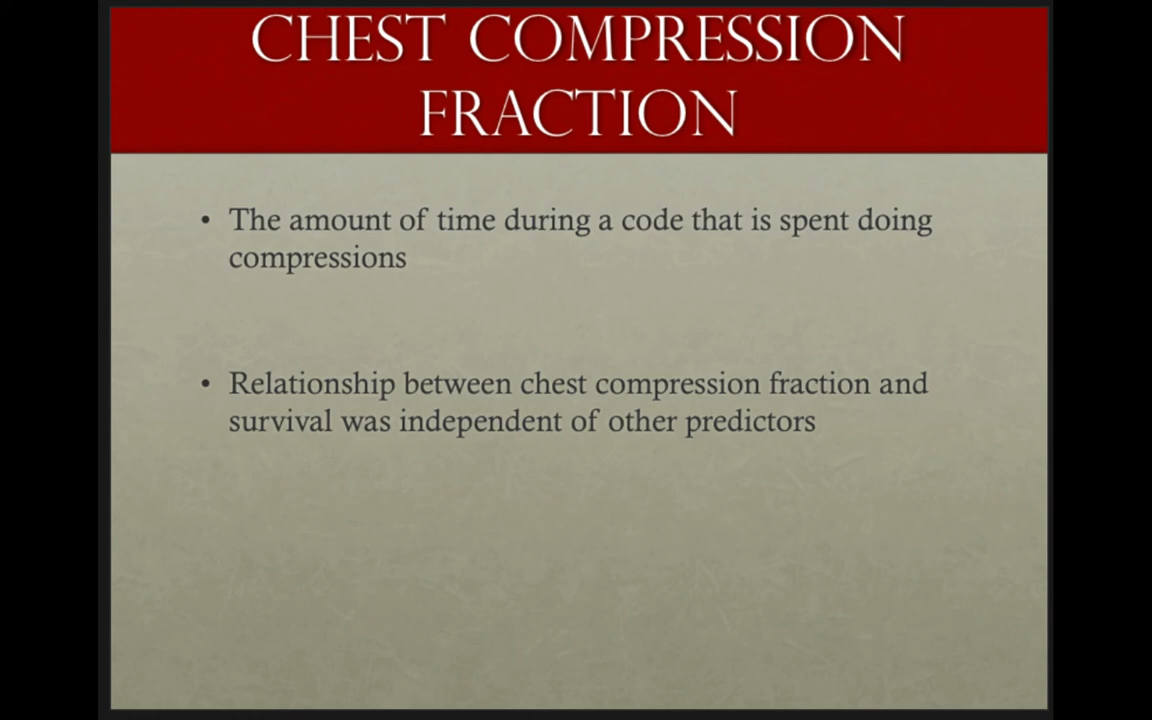 CHEST COMPRESSION
FRACTION
• The amount of time during a code that is spent doing
compressions
• Relationship between chest compression fraction and
survival was independent of other predictors